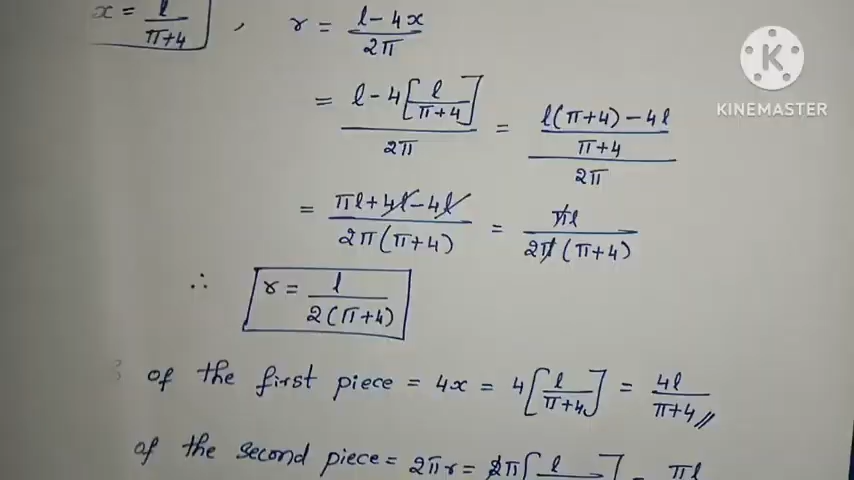 x = l/(π+4) , r = (l - 4x)/2π
= (l - 4[l/(π+4)])/2π = ((l(π+4) - 4l)/(π+4))/2π
= (πl + 4l - 4l)/(2π(π+4)) = πl/(2π(π+4))
∴ r = l/(2(π+4))
of the first piece = 4x = 4[l/(π+4)] = 4l/(π+4) //
of the second piece = 2πr = 2π[l/ ] = πl
K
KINEMASTER